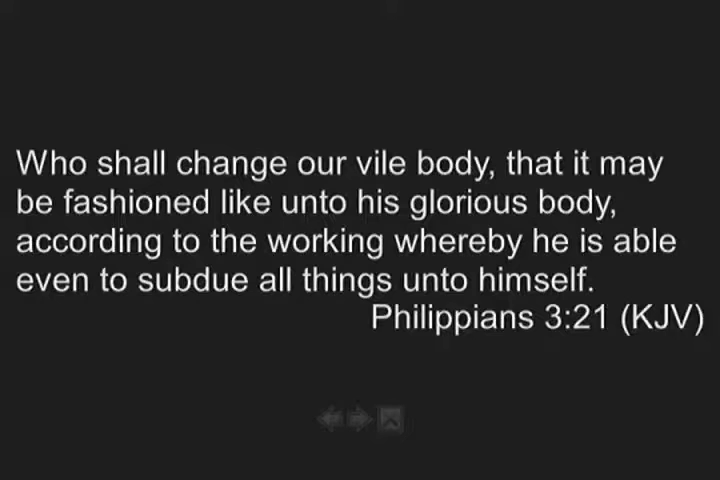 Who shall change our vile body, that it may
be fashioned like unto his glorious body,
according to the working whereby he is able
even to subdue all things unto himself.
Philippians 3:21 (KJV)